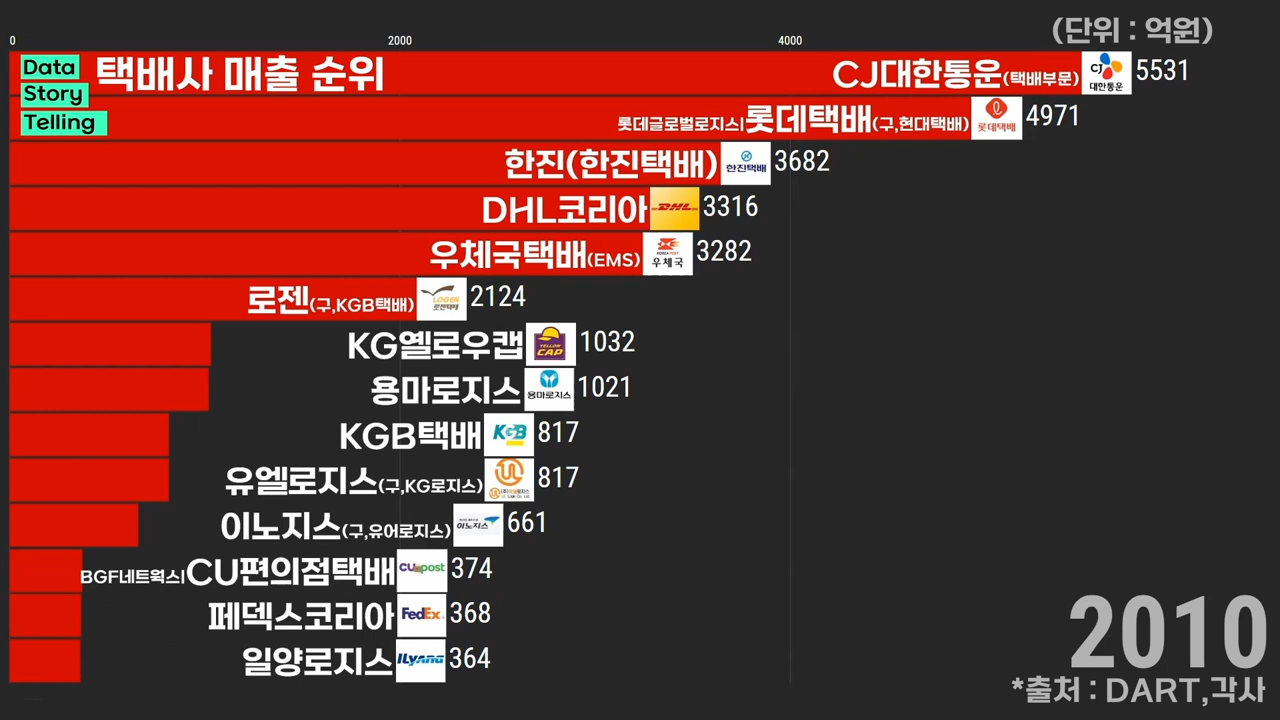 0 2000 4000 (단위 : 억원)
Data
Story
Telling
택배사 매출 순위
CJ대한통운(택배부문) CJ 대한통운 5531
롯데글로벌로지스|롯데택배(구,현대택배) 롯데택배 4971
한진(한진택배) 한진택배 3682
DHL코리아 DHL 3316
우체국택배(EMS) KOREA POST 우체국 3282
로젠(구,KGB택배) LOGEN 로젠택배 2124
KG옐로우캡 YELLOW CAP 1032
용마로지스 용마로지스 1021
KGB택배 KGB 817
유엘로지스(구,KG로지스) 817
이노지스(구,유어로지스) 이노지스 661
BGF네트웍스|CU편의점택배 CUpost 374
페덱스코리아 FedEx 368
일양로지스 ILYANG 364
2010
*출처 : DART,각사